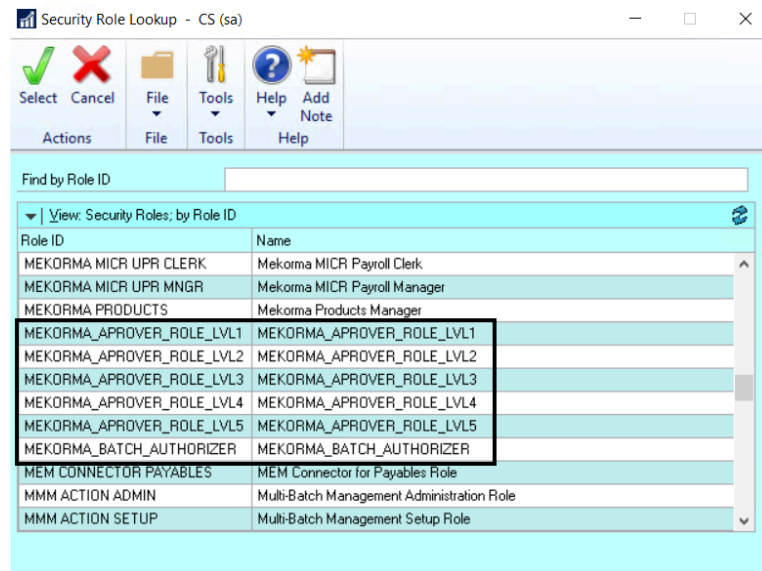 Security Role Lookup - CS (sa)
Select Cancel File Tools Help Add Note
Actions File Tools Help
Find by Role ID
View: Security Roles; by Role ID
Role ID Name
MEKORMA MICR UPR CLERK Mekorma MICR Payroll Clerk
MEKORMA MICR UPR MNGR Mekorma MICR Payroll Manager
MEKORMA PRODUCTS Mekorma Products Manager
MEKORMA_APROVER_ROLE_LVL1 MEKORMA_APROVER_ROLE_LVL1
MEKORMA_APROVER_ROLE_LVL2 MEKORMA_APROVER_ROLE_LVL2
MEKORMA_APROVER_ROLE_LVL3 MEKORMA_APROVER_ROLE_LVL3
MEKORMA_APROVER_ROLE_LVL4 MEKORMA_APROVER_ROLE_LVL4
MEKORMA_APROVER_ROLE_LVL5 MEKORMA_APROVER_ROLE_LVL5
MEKORMA_BATCH_AUTHORIZER MEKORMA_BATCH_AUTHORIZER
MEM CONNECTOR PAYABLES MEM Connector for Payables Role
MMM ACTION ADMIN Multi-Batch Management Administration Role
MMM ACTION SETUP Multi-Batch Management Setup Role